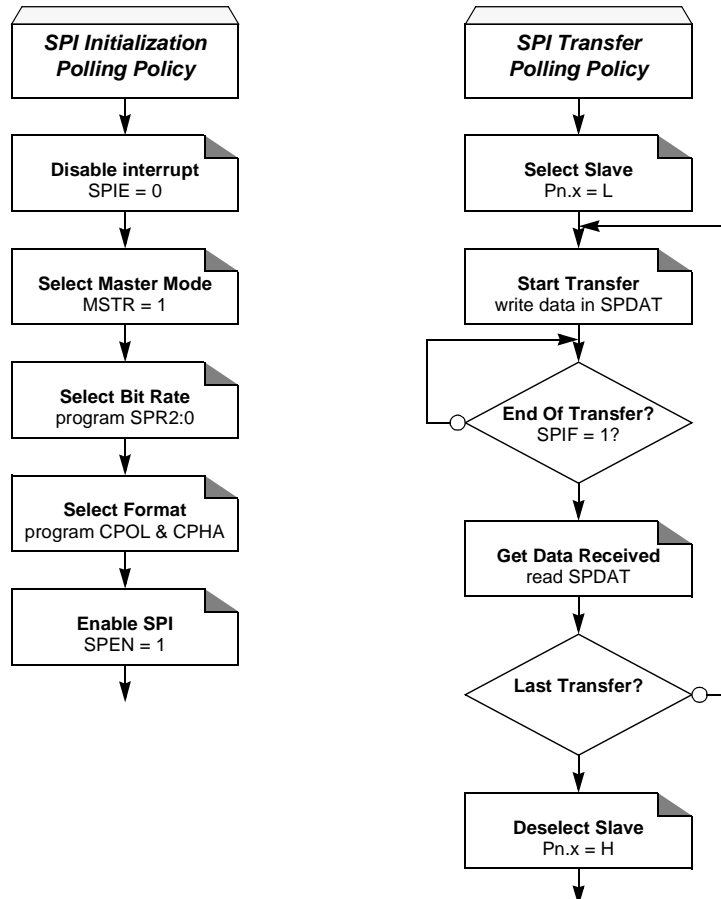 SPI Initialization
Polling Policy
Disable interrupt
SPIE = 0
Select Master Mode
MSTR = 1
Select Bit Rate
program SPR2:0
Select Format
program CPOL & CPHA
Enable SPI
SPEN = 1
SPI Transfer
Polling Policy
Select Slave
Pn.x = L
Start Transfer
write data in SPDAT
End Of Transfer?
SPIF = 1?
Get Data Received
read SPDAT
Last Transfer?
Deselect Slave
Pn.x = H